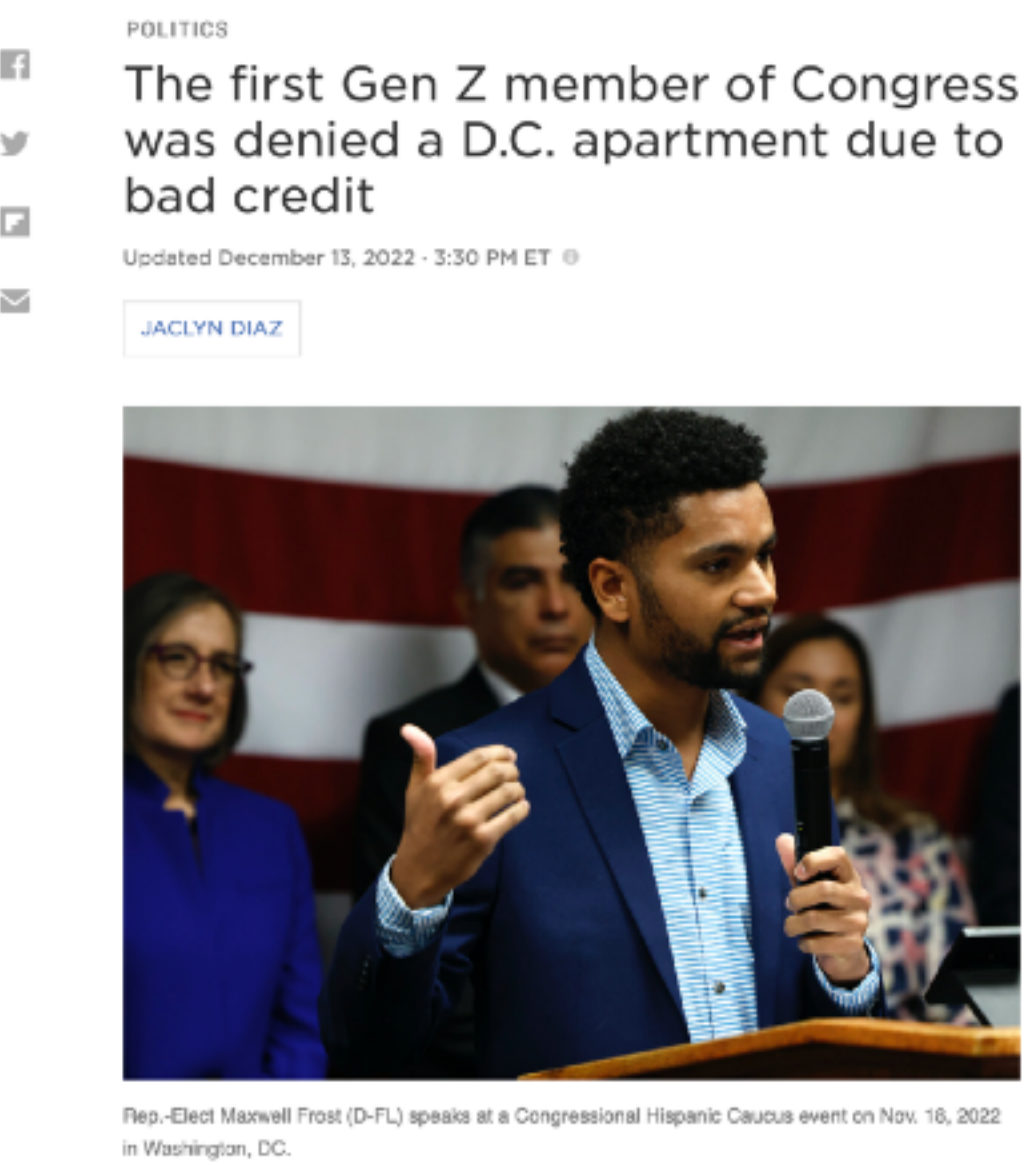 POLITICS
The first Gen Z member of Congress
was denied a D.C. apartment due to
bad credit
Updated December 13, 2022 · 3:30 PM ET
JACLYN DIAZ
Rep.-Elect Maxwell Frost (D-FL) speaks at a Congressional Hispanic Caucus event on Nov. 18, 2022
in Washington, DC.